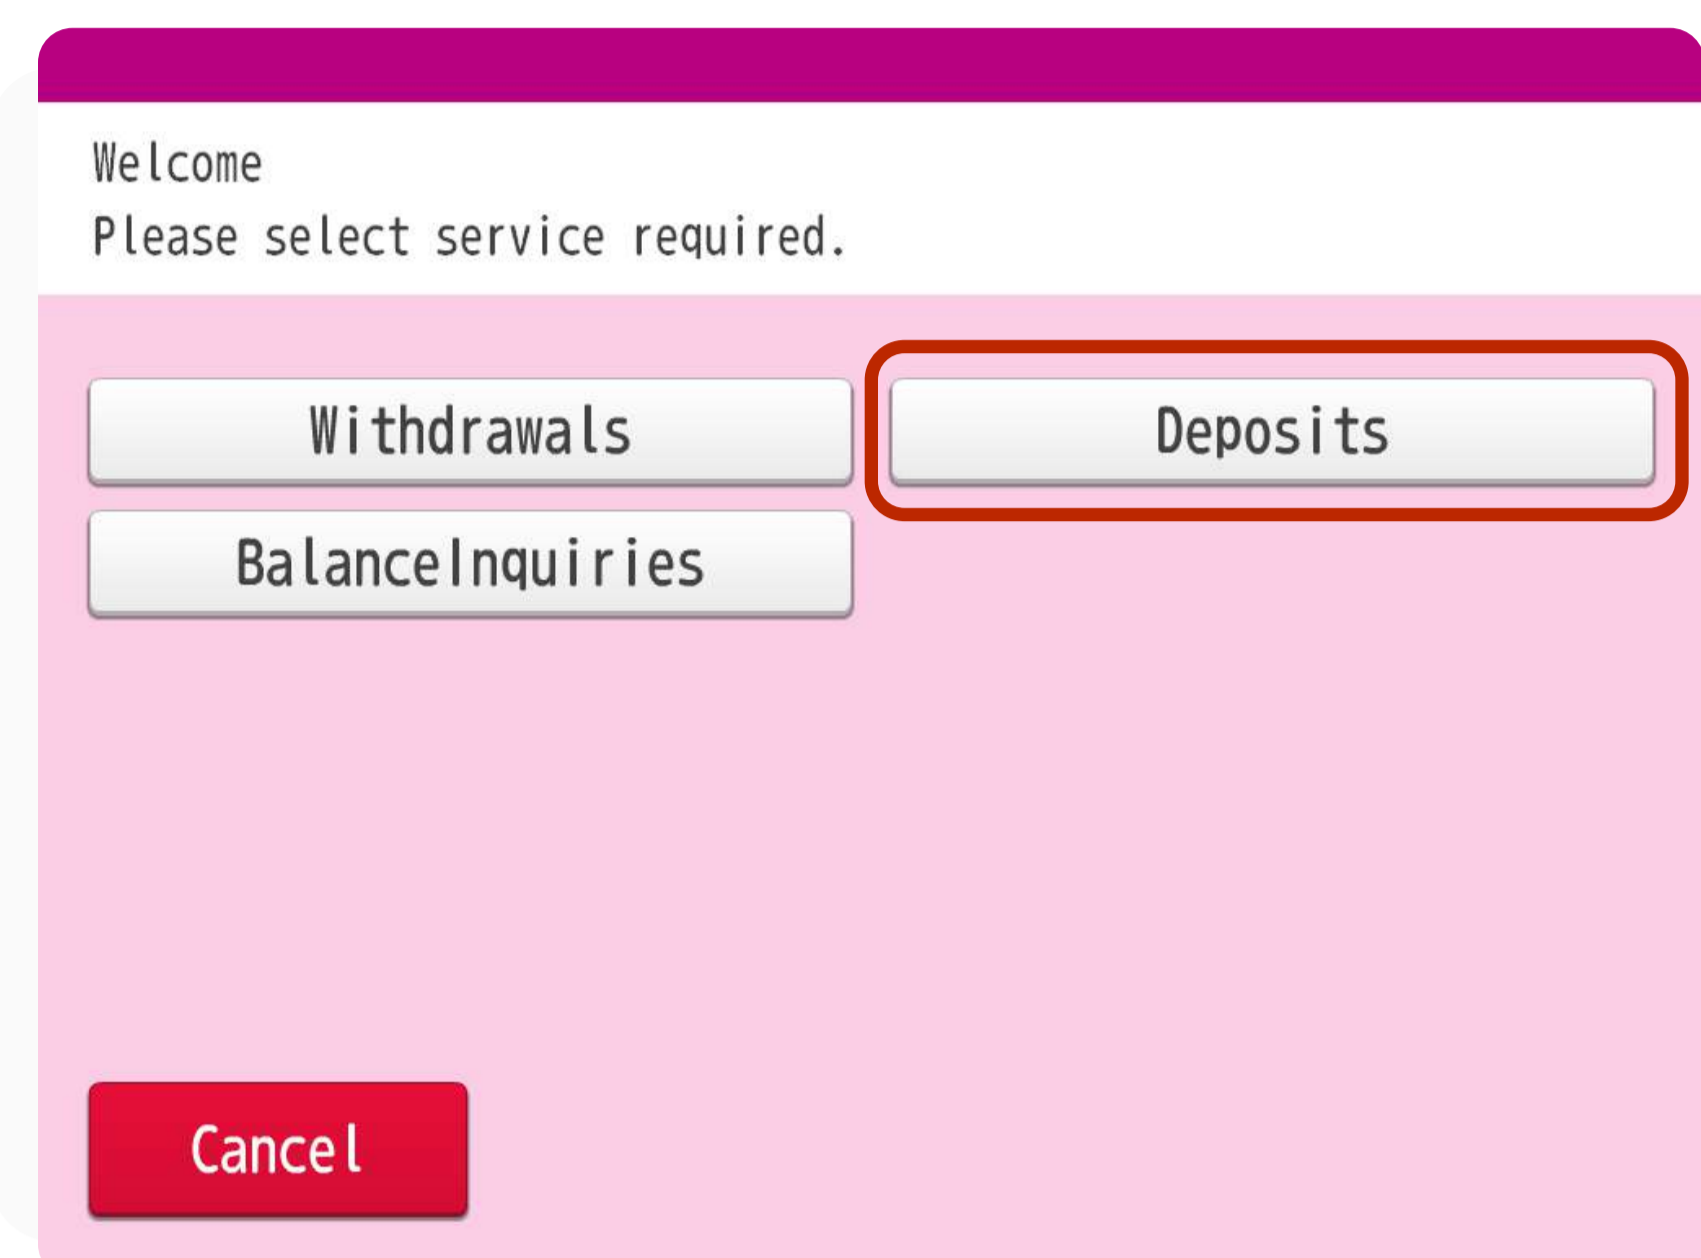 Welcome
Please select service required.
Withdrawals
Deposits
BalanceInquiries
Cancel